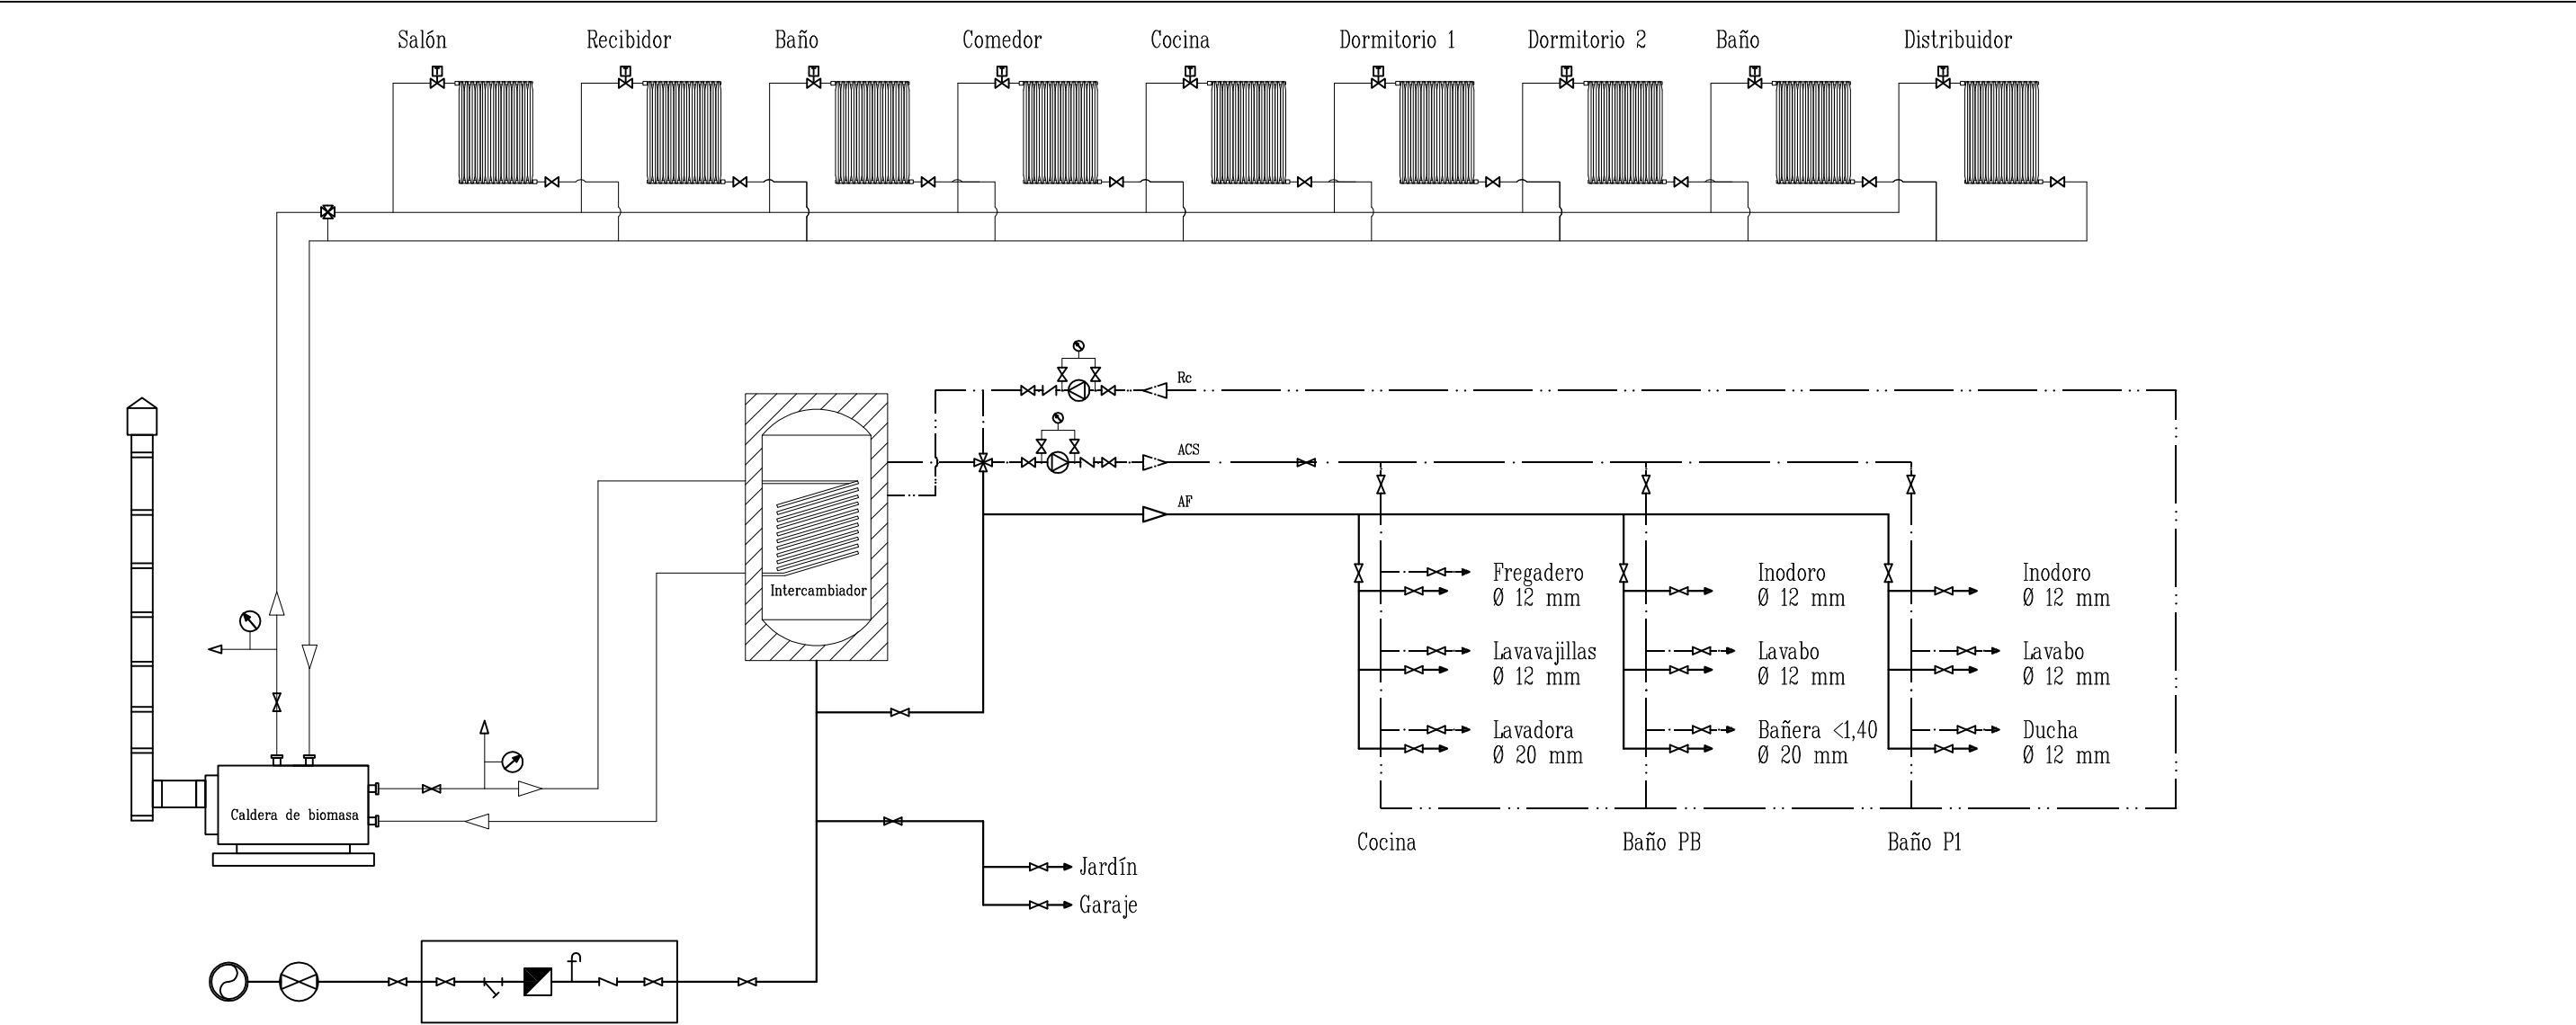 Salón
Recibidor
Baño
Comedor
Cocina
Dormitorio 1
Dormitorio 2
Baño
Distribuidor
Rc
ACS
AF
Intercambiador
Caldera de biomasa
Fregadero
Ø 12 mm
Lavavajillas
Ø 12 mm
Lavadora
Ø 20 mm
Cocina
Inodoro
Ø 12 mm
Lavabo
Ø 12 mm
Bañera <1,40
Ø 20 mm
Baño PB
Inodoro
Ø 12 mm
Lavabo
Ø 12 mm
Ducha
Ø 12 mm
Baño P1
Jardín
Garaje